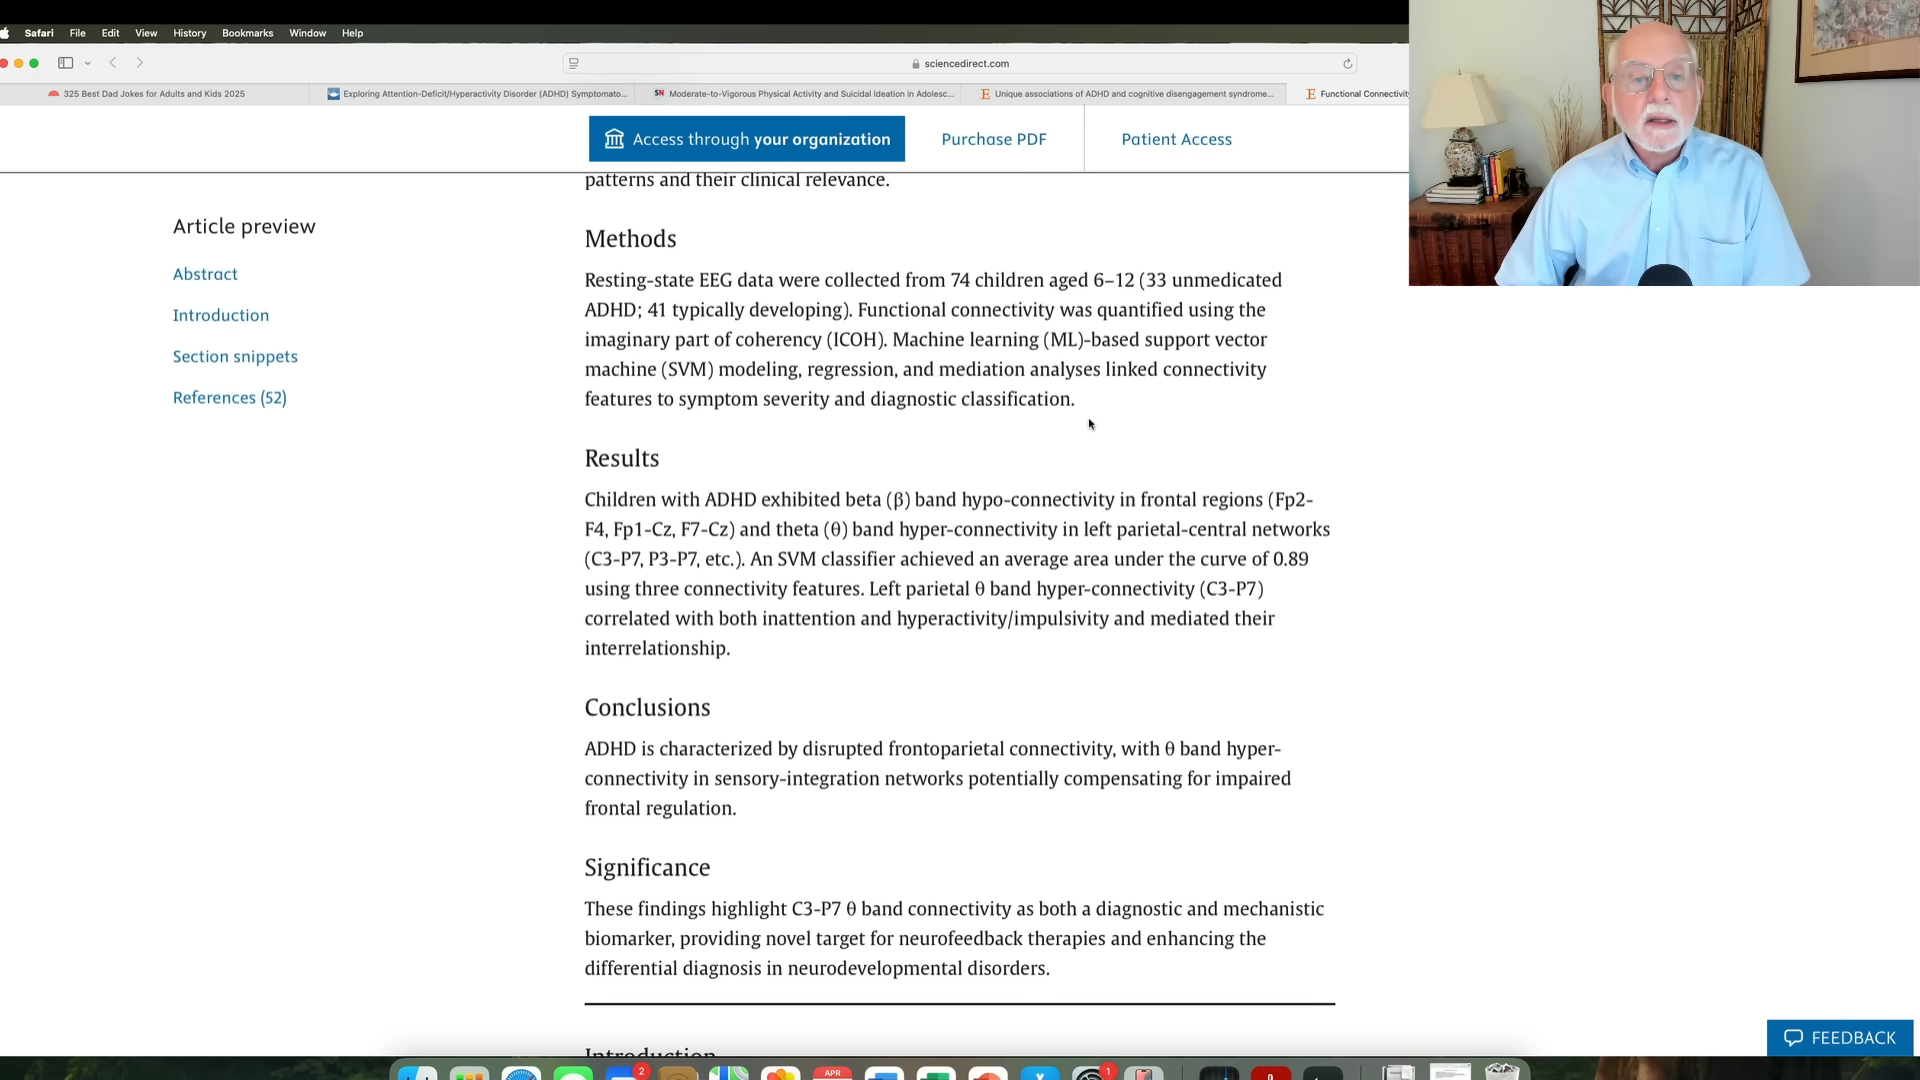 Safari File Edit View History Bookmarks Window Help
sciencedirect.com
325 Best Dad Jokes for Adults and Kids 2025
Exploring Attention-Deficit/Hyperactivity Disorder (ADHD) Symptomato...
SN Moderate-to-Vigorous Physical Activity and Suicidal Ideation in Adolesc...
E Unique associations of ADHD and cognitive disengagement syndrome...
E Functional Connectivity
Access through your organization
Purchase PDF
Patient Access
patterns and their clinical relevance.
Article preview
Abstract
Introduction
Section snippets
References (52)
Methods
Resting-state EEG data were collected from 74 children aged 6–12 (33 unmedicated
ADHD; 41 typically developing). Functional connectivity was quantified using the
imaginary part of coherency (ICOH). Machine learning (ML)-based support vector
machine (SVM) modeling, regression, and mediation analyses linked connectivity
features to symptom severity and diagnostic classification.
Results
Children with ADHD exhibited beta (β) band hypo-connectivity in frontal regions (Fp2-
F4, Fp1-Cz, F7-Cz) and theta (θ) band hyper-connectivity in left parietal-central networks
(C3-P7, P3-P7, etc.). An SVM classifier achieved an average area under the curve of 0.89
using three connectivity features. Left parietal θ band hyper-connectivity (C3-P7)
correlated with both inattention and hyperactivity/impulsivity and mediated their
interrelationship.
Conclusions
ADHD is characterized by disrupted frontoparietal connectivity, with θ band hyper-
connectivity in sensory-integration networks potentially compensating for impaired
frontal regulation.
Significance
These findings highlight C3-P7 θ band connectivity as both a diagnostic and mechanistic
biomarker, providing novel target for neurofeedback therapies and enhancing the
differential diagnosis in neurodevelopmental disorders.
Introduction
FEEDBACK
2
APR
1